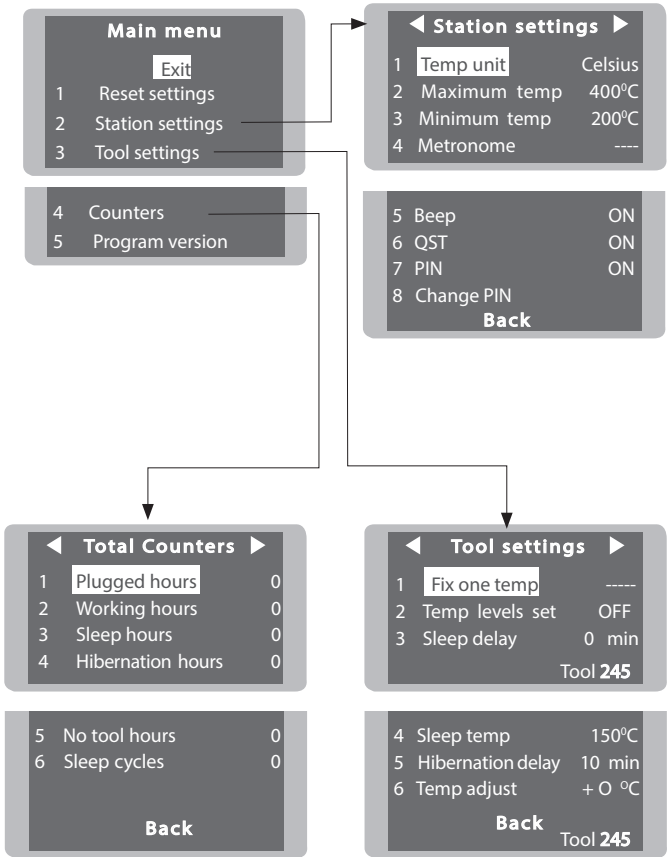 Main menu
Exit
1 Reset settings
2 Station settings
3 Tool settings
4 Counters
5 Program version
Station settings
1 Temp unit Celsius
2 Maximum temp 400⁰C
3 Minimum temp 200⁰C
4 Metronome ----
5 Beep ON
6 QST ON
7 PIN ON
8 Change PIN
Back
Total Counters
1 Plugged hours 0
2 Working hours 0
3 Sleep hours 0
4 Hibernation hours 0
5 No tool hours 0
6 Sleep cycles 0
Back
Tool settings
1 Fix one temp -----
2 Temp levels set OFF
3 Sleep delay 0 min
Tool 245
4 Sleep temp 150⁰C
5 Hibernation delay 10 min
6 Temp adjust + O ᴼC
Back
Tool 245